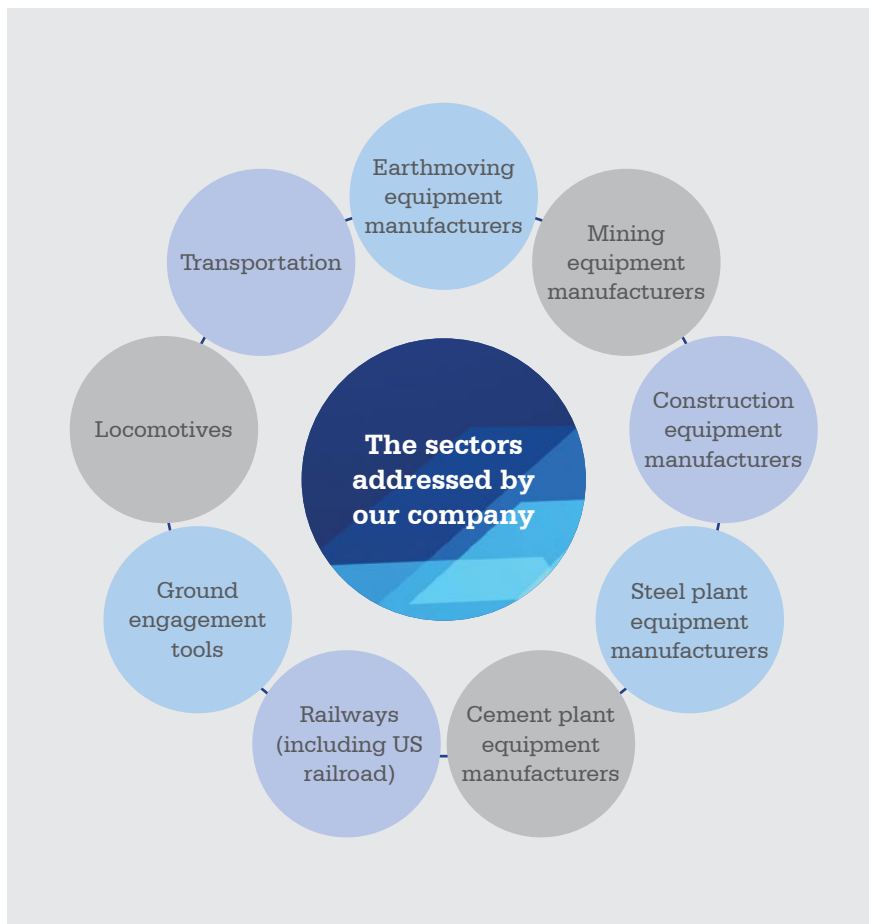 Earthmoving
equipment
manufacturers
Mining
equipment
manufacturers
Construction
equipment
manufacturers
Steel plant
equipment
manufacturers
Cement plant
equipment
manufacturers
Railways
(including US
railroad)
Ground
engagement
tools
Locomotives
Transportation
The sectors
addressed by
our company